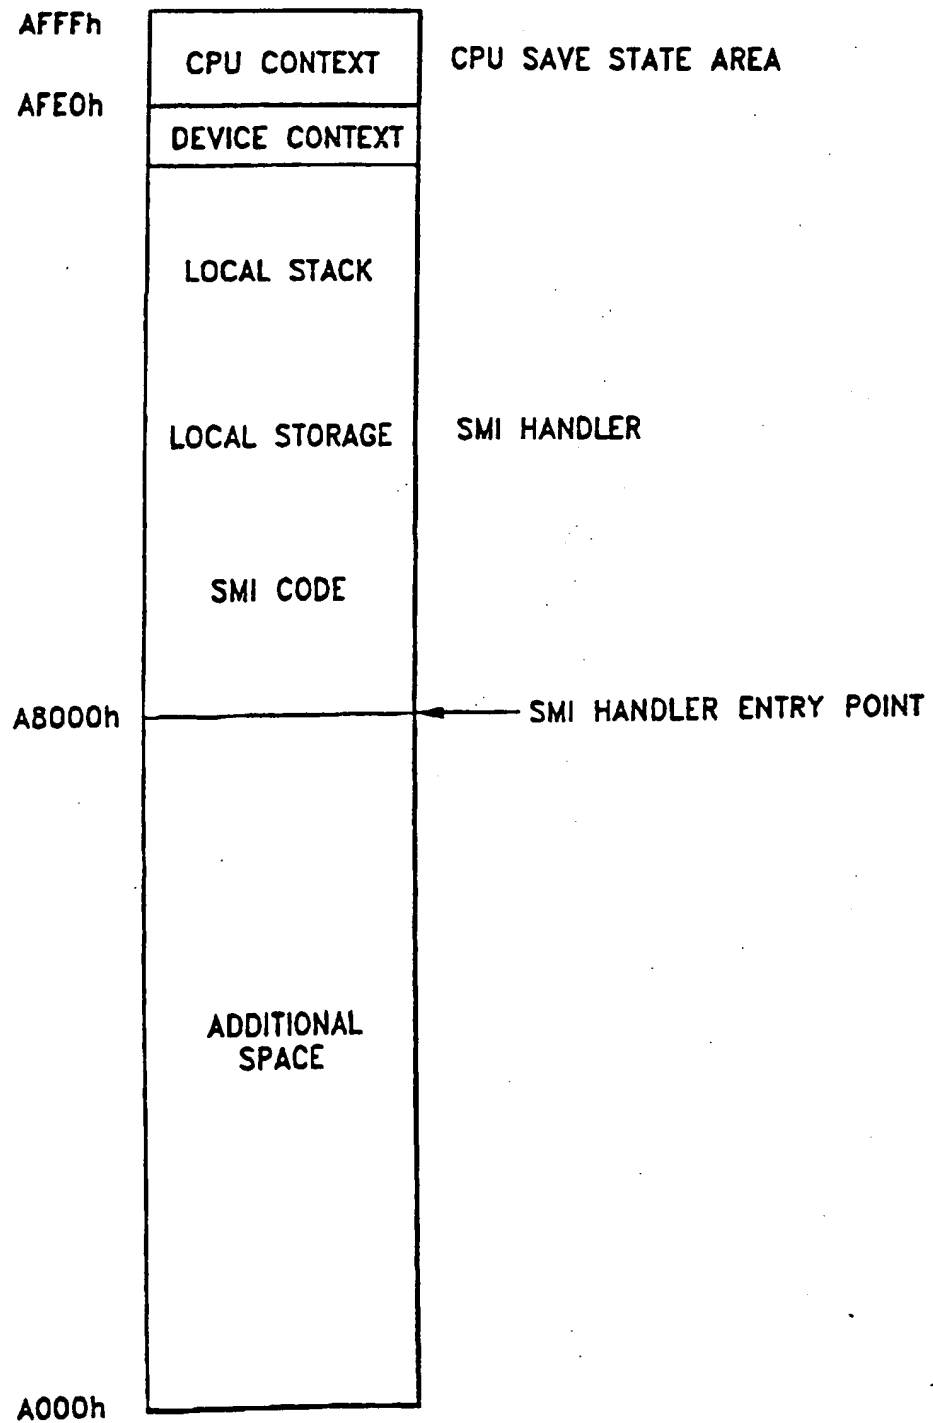 AFFFh
CPU CONTEXT
CPU SAVE STATE AREA
AFE0h
DEVICE CONTEXT
LOCAL STACK
LOCAL STORAGE
SMI HANDLER
SMI CODE
A8000h
SMI HANDLER ENTRY POINT
ADDITIONAL
SPACE
A000h